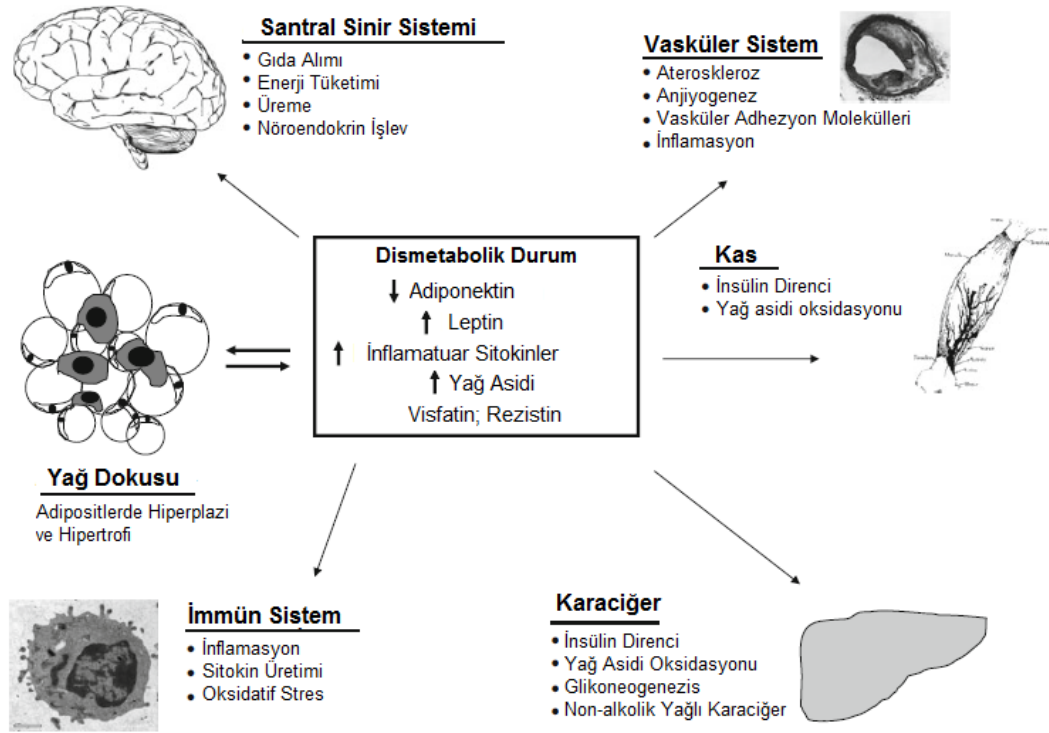 Santral Sinir Sistemi
• Gıda Alımı
• Enerji Tüketimi
• Üreme
• Nöroendokrin İşlev
Vasküler Sistem
• Ateroskleroz
• Anjiyogenez
• Vasküler Adhezyon Molekülleri
• İnflamasyon
Dismetabolik Durum
↓ Adiponektin
↑ Leptin
↑ İnflamatuar Sitokinler
↑ Yağ Asidi
Visfatin; Rezistin
Kas
• İnsülin Direnci
• Yağ asidi oksidasyonu
Yağ Dokusu
Adipositlerde Hiperplazi
ve Hipertrofi
İmmün Sistem
• İnflamasyon
• Sitokin Üretimi
• Oksidatif Stres
Karaciğer
• İnsülin Direnci
• Yağ Asidi Oksidasyonu
• Glikoneogenezis
• Non-alkolik Yağlı Karaciğer